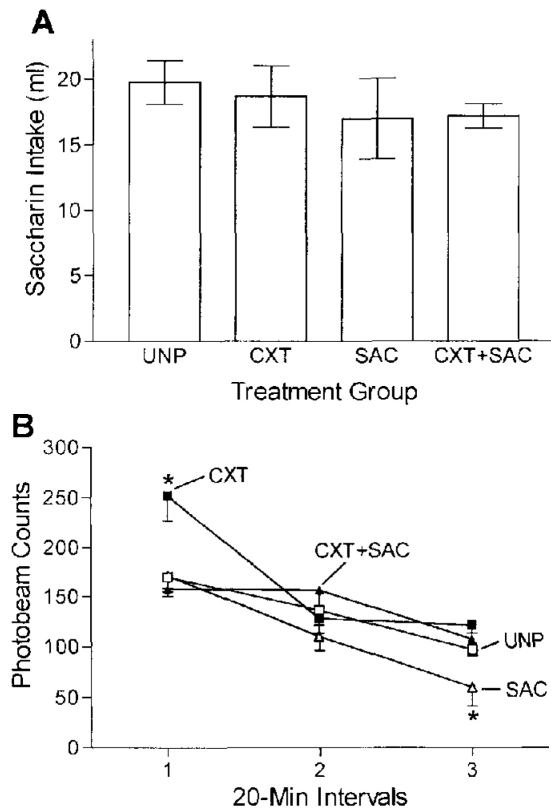 A
Saccharin Intake (ml)
20
15
10
5
0
UNP CXT SAC CXT+SAC
Treatment Group
B
Photobeam Counts
300
250
200
150
100
50
0
* CXT
CXT+SAC
UNP
SAC
*
1 2 3
20-Min Intervals